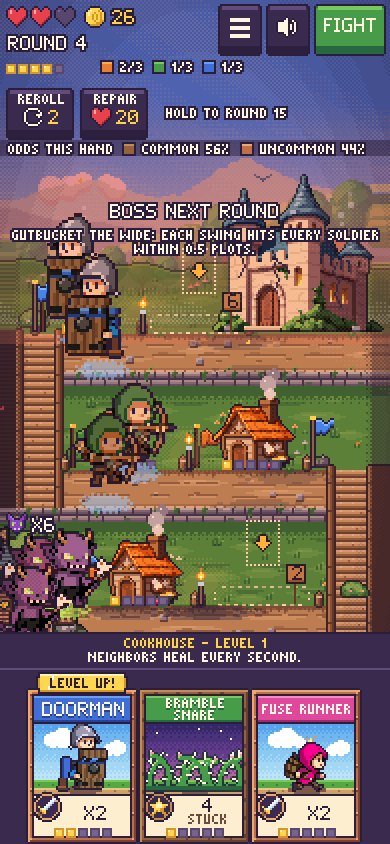 26
FIGHT
ROUND 4
2/3 1/3 1/3
REROLL
2
REPAIR
20
HOLD TO ROUND 15
ODDS THIS HAND COMMON 56% UNCOMMON 44%
BOSS NEXT ROUND
GUTBUCKET THE WIDE: EACH SWING HITS EVERY SOLDIER
WITHIN 0.5 PLOTS.
6
X6
2
COOKHOUSE - LEVEL 1
NEIGHBORS HEAL EVERY SECOND.
LEVEL UP!
DOORMAN
X2
BRAMBLE
SNARE
4
STUCK
FUSE RUNNER
X2